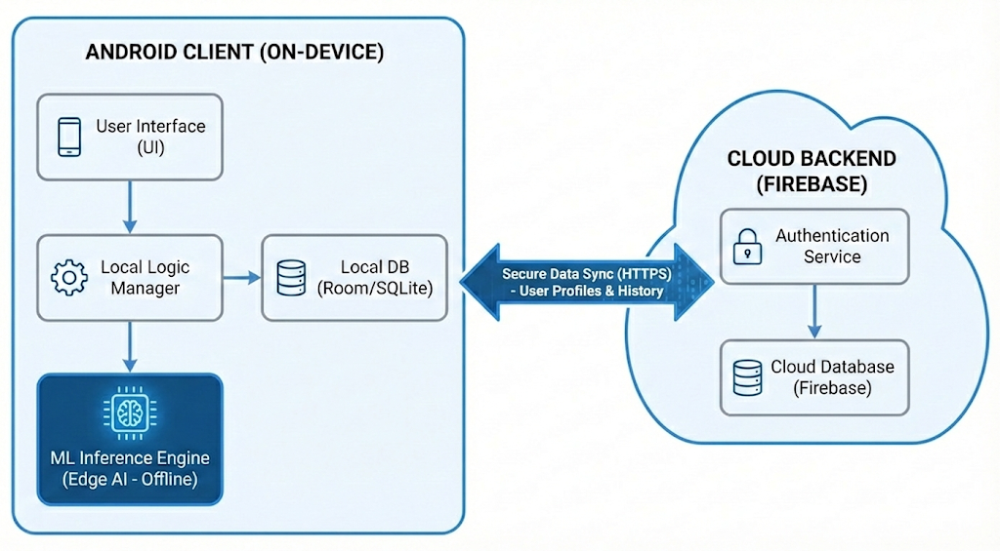 ANDROID CLIENT (ON-DEVICE)
User Interface
(UI)
Local Logic
Manager
Local DB
(Room/SQLite)
ML Inference Engine
(Edge AI - Offline)
Secure Data Sync (HTTPS)
- User Profiles & History
CLOUD BACKEND
(FIREBASE)
Authentication
Service
Cloud Database
(Firebase)